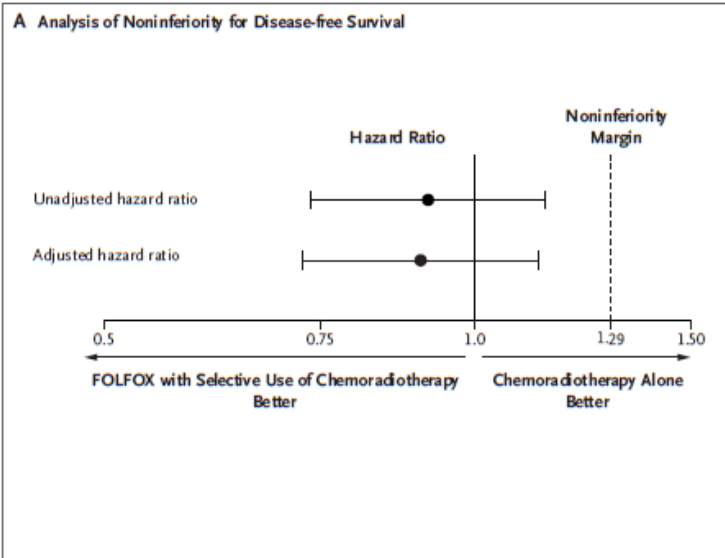 A Analysis of Noninferiority for Disease-free Survival
Noninferiority
Hazard Ratio Margin
Unadjusted hazard ratio
Adjusted hazard ratio
0.5 0.75 1.0 1.29 1.50
FOLFOX with Selective Use of Chemoradiotherapy Chemoradiotherapy Alone
Better Better